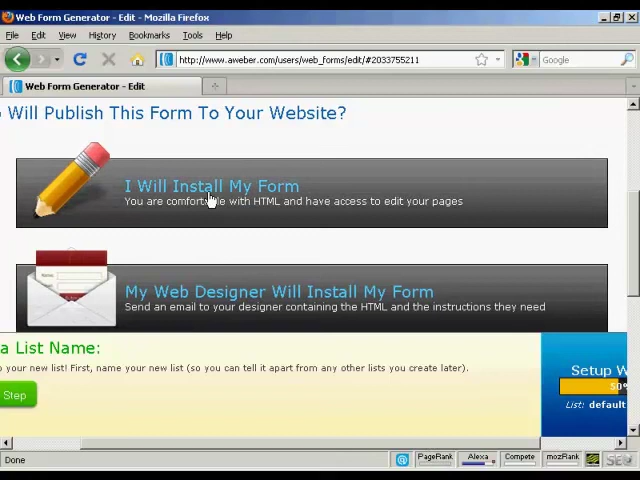 Web Form Generator - Edit - Mozilla Firefox
File Edit View History Bookmarks Tools Help
http://www.aweber.com/users/web_forms/edit/#2033755211
Google
Web Form Generator - Edit
Will Publish This Form To Your Website?
I Will Install My Form
You are comfortable with HTML and have access to edit your pages
My Web Designer Will Install My Form
Send an email to your designer containing the HTML and the instructions they need
a List Name:
your new list! First, name your new list (so you can tell it apart from any other lists you create later).
Step
Setup W
50%
List: default
Done
PageRank Alexa Compete mozRank